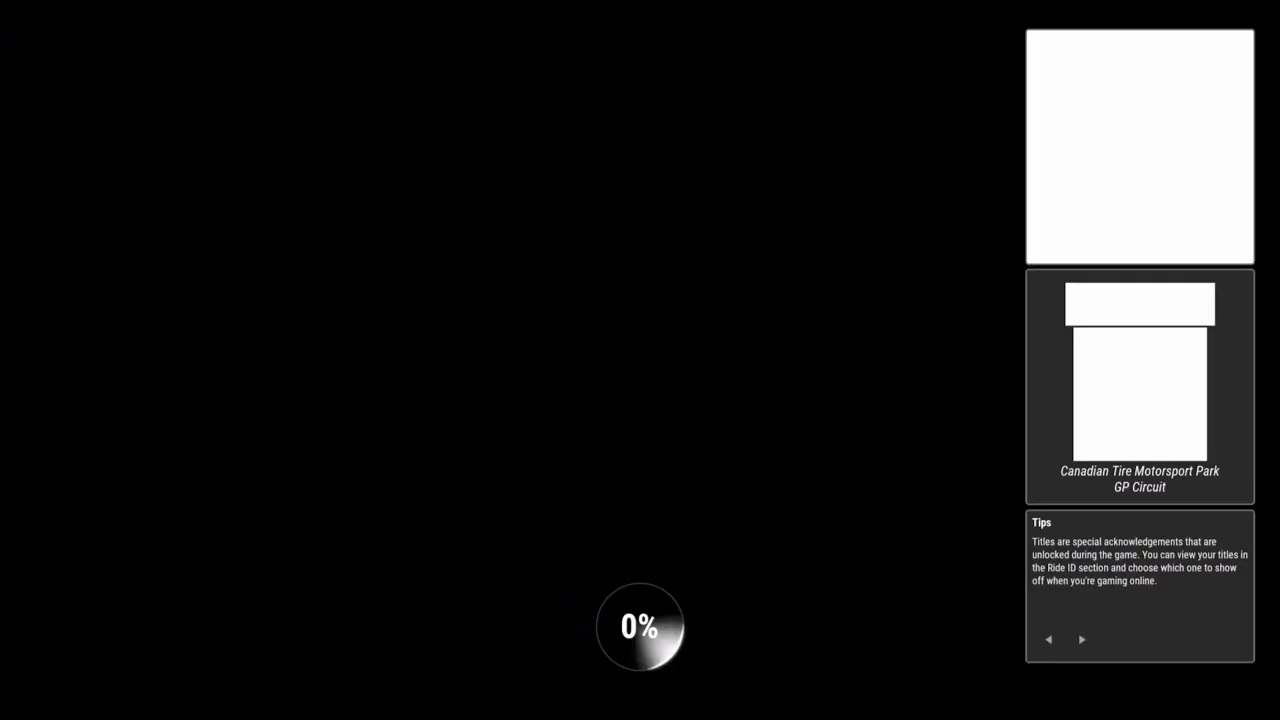 Canadian Tire Motorsport Park
GP Circuit
Tips
Titles are special acknowledgements that are
unlocked during the game. You can view your titles in
the Ride ID section and choose which one to show
off when you're gaming online.
0%